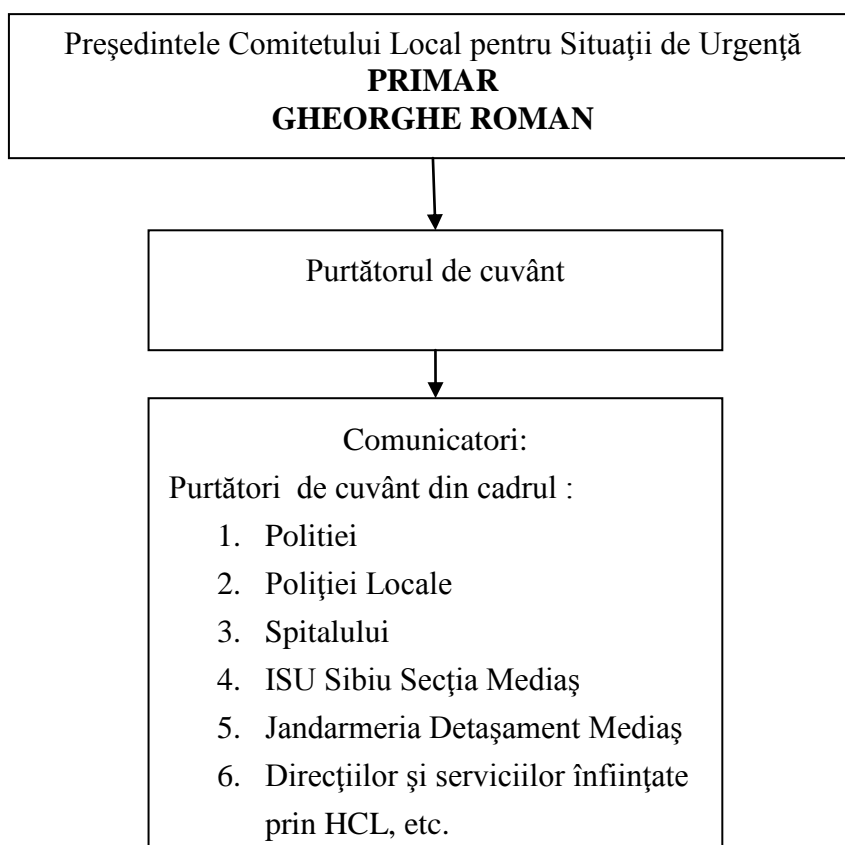 Preşedintele Comitetului Local pentru Situaţii de Urgenţă
PRIMAR
GHEORGHE ROMAN
Purtătorul de cuvânt
Comunicatori:
Purtători de cuvânt din cadrul :
1. Politiei
2. Poliţiei Locale
3. Spitalului
4. ISU Sibiu Secţia Mediaş
5. Jandarmeria Detaşament Mediaş
6. Direcţiilor şi serviciilor înfiinţate
prin HCL, etc.